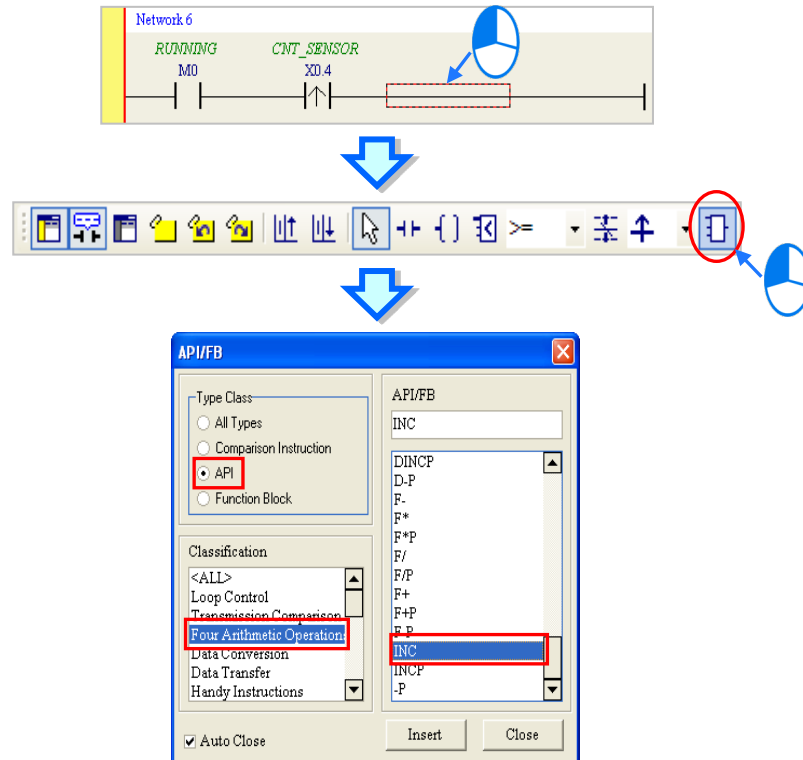 Network 6
RUNNING CNT_SENSOR
M0 X0.4
>=
API/FB
Type Class
All Types
Comparison Instruction
API
Function Block
Classification
<ALL>
Loop Control
Transmission Comparison
Four Arithmetic Operations
Data Conversion
Data Transfer
Handy Instructions
Auto Close
API/FB
INC
DINCP
D-P
F-
F*
F*P
F/
F/P
F+
F+P
F-P
INC
INCP
-P
Insert Close